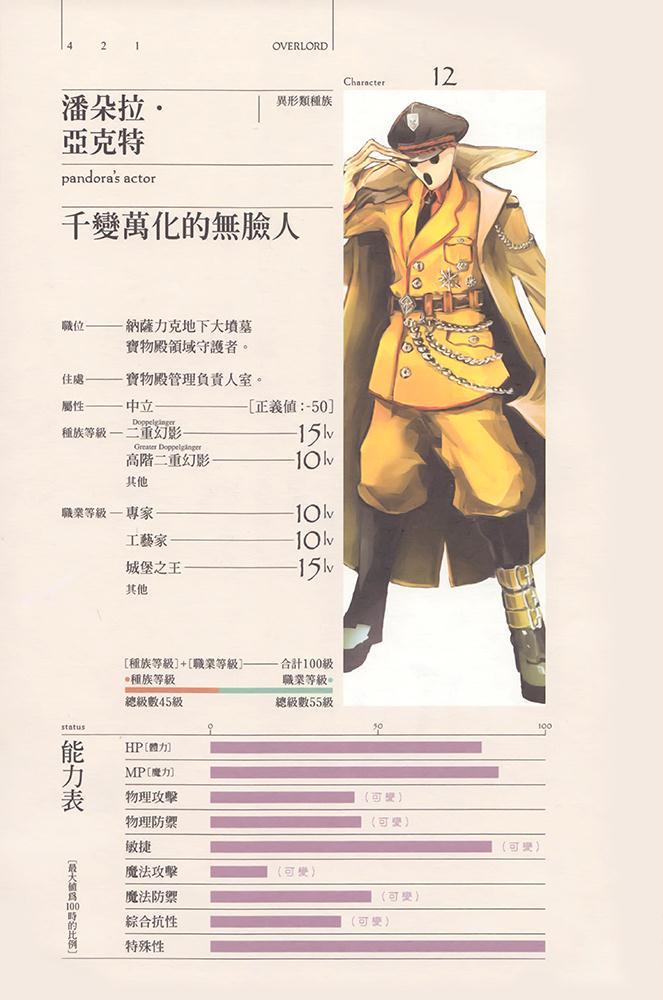 4 2 1 OVERLORD
Character 12
潘朵拉・
亞克特
異形類種族
pandora's actor
千變萬化的無臉人
職位 納薩力克地下大墳墓
寶物殿領域守護者。
住處 寶物殿管理負責人室。
屬性 中立 [正義值:-50]
Doppelgänger
種族等級 二重幻影 15lv
Greater Doppelgänger
高階二重幻影 10lv
其他
職業等級 專家 10lv
工藝家 10lv
城堡之王 15lv
其他
[種族等級]+[職業等級] 合計100級
•種族等級 職業等級•
總級數45級 總級數55級
status 0 50 100
能力表
[最大值為100時的比例]
HP[體力]
MP[魔力]
物理攻擊 (可變)
物理防禦 (可變)
敏捷 (可變)
魔法攻擊 (可變)
魔法防禦 (可變)
綜合抗性 (可變)
特殊性